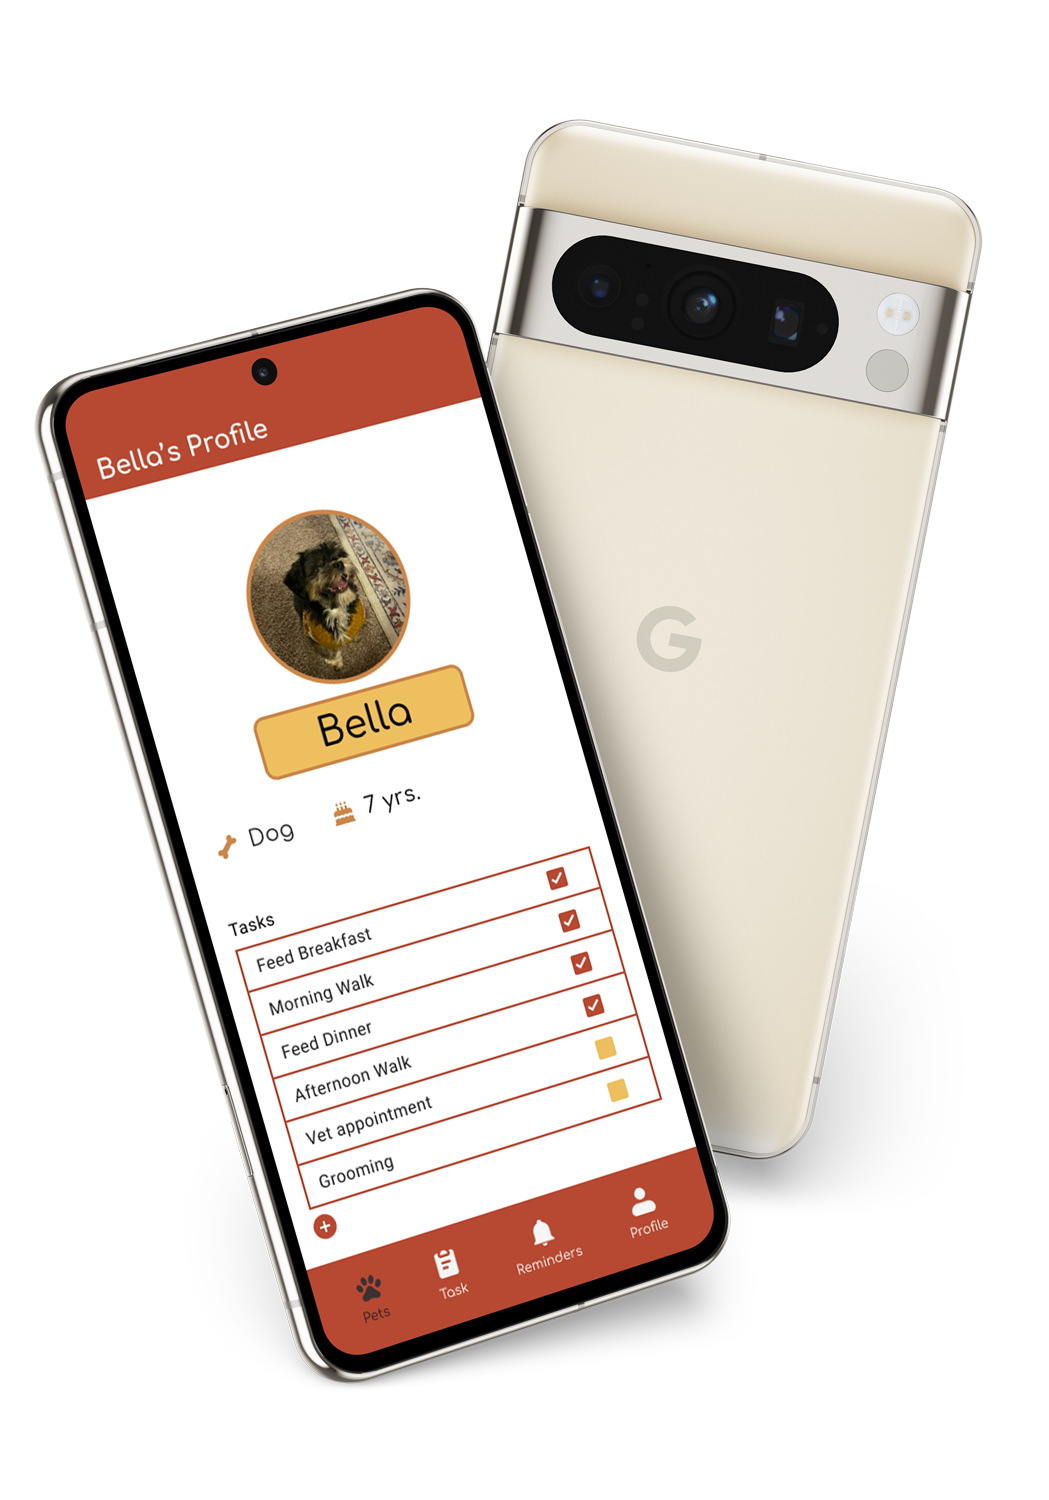 Bella's Profile
Bella
Dog
7 yrs.
Tasks
Feed Breakfast
Morning Walk
Feed Dinner
Afternoon Walk
Vet appointment
Grooming
Pets
Task
Reminders
Profile
G